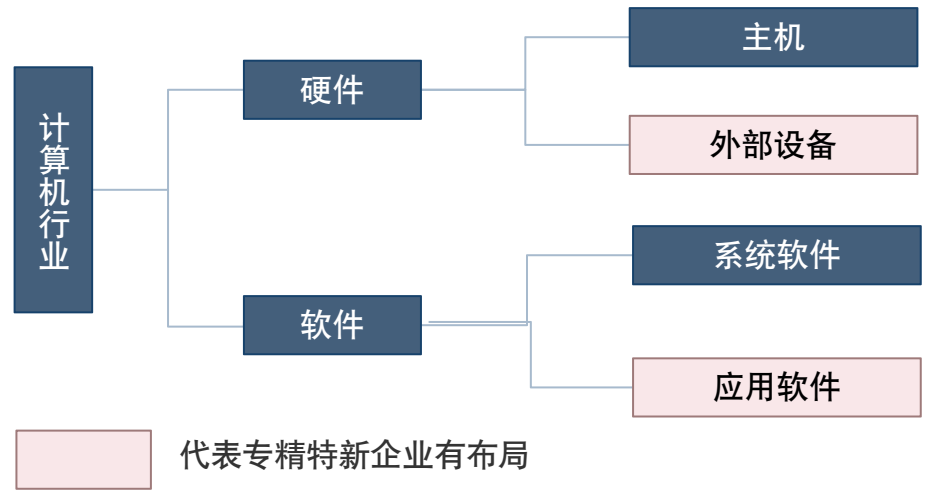 计算机行业
硬件
主机
外部设备
软件
系统软件
应用软件
代表专精特新企业有布局